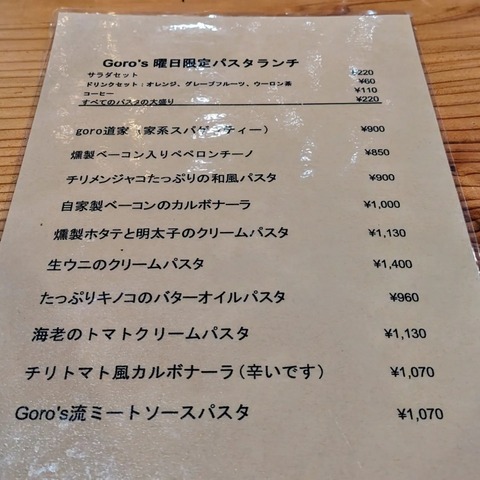 Goro's 曜日限定パスタランチ
サラダセット ¥220
ドリンクセット：オレンジ、グレープフルーツ、ウーロン茶 ¥60
コーヒー ¥110
すべてのパスタの大盛り ¥220
goro道家（家系スパゲッティー） ¥900
燻製ベーコン入りペペロンチーノ ¥850
チリメンジャコたっぷりの和風パスタ ¥900
自家製ベーコンのカルボナーラ ¥1,000
燻製ホタテと明太子のクリームパスタ ¥1,130
生ウニのクリームパスタ ¥1,400
たっぷりキノコのバターオイルパスタ ¥960
海老のトマトクリームパスタ ¥1,130
チリトマト風カルボナーラ（辛いです） ¥1,070
Goro's流ミートソースパスタ ¥1,070